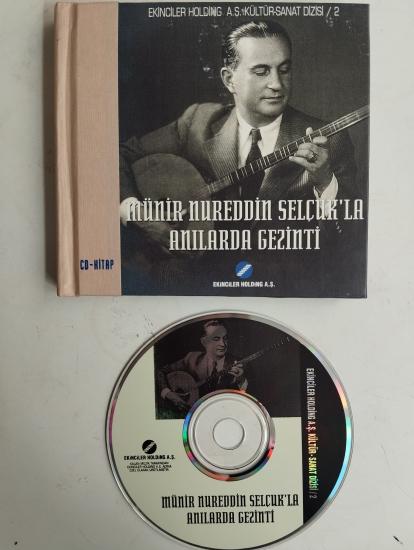 EKİNCİLER HOLDİNG A.Ş. KÜLTÜR-SANAT DİZİSİ / 2
MÜNİR NUREDDİN SELÇUK'LA
ANILARDA GEZİNTİ
CD-KİTAP
EKİNCİLER HOLDİNG A.Ş.
EKİNCİLER HOLDİNG A.Ş. KÜLTÜR - SANAT DİZİSİ / 2
EKİNCİLER HOLDİNG A.Ş.
MÜNİR NUREDDİN SELÇUK'LA
ANILARDA GEZİNTİ